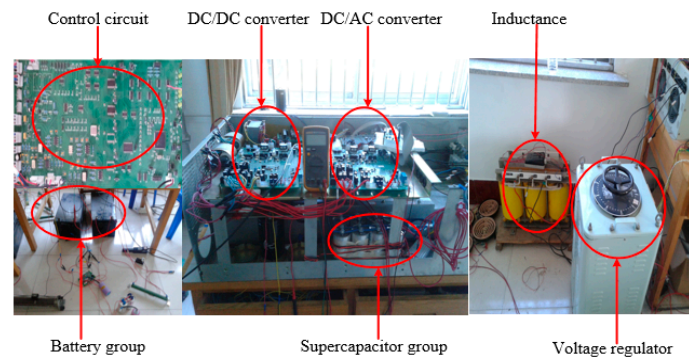 Control circuit
DC/DC converter
DC/AC converter
Inductance
Battery group
Supercapacitor group
Voltage regulator